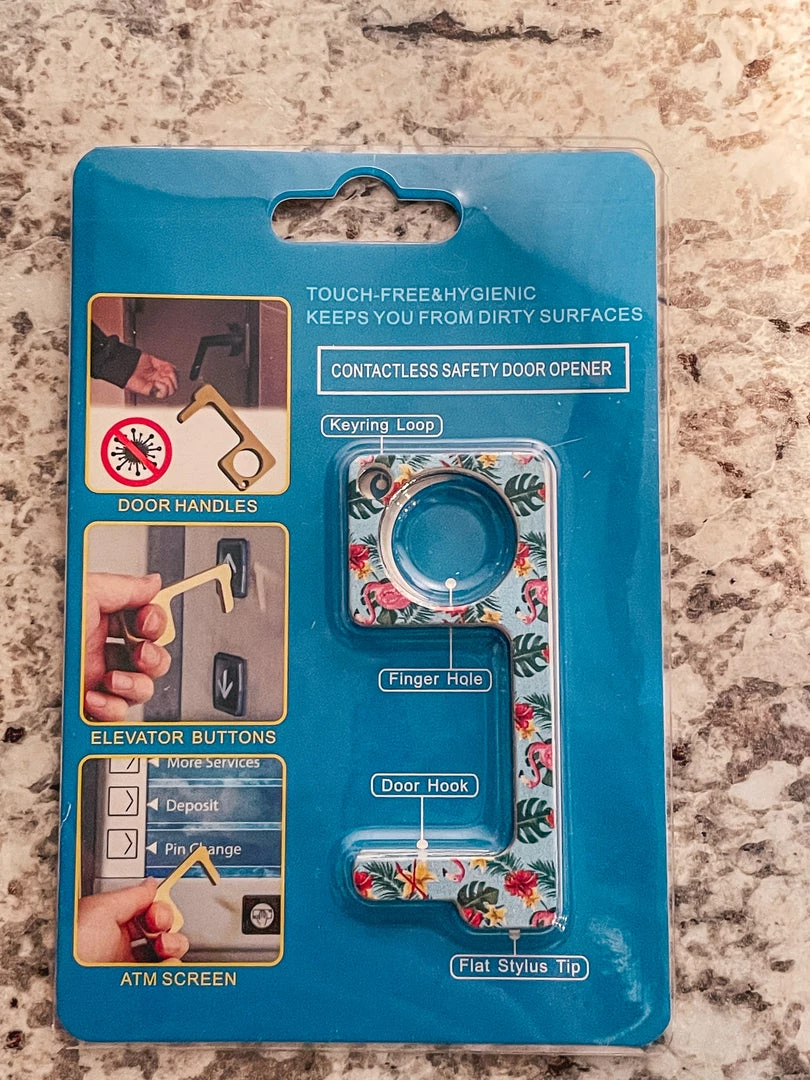 TOUCH-FREE&HYGIENIC
KEEPS YOU FROM DIRTY SURFACES
CONTACTLESS SAFETY DOOR OPENER
Keyring Loop
DOOR HANDLES
Finger Hole
ELEVATOR BUTTONS
More Services
Deposit
Pin Change
Door Hook
Flat Stylus Tip
ATM SCREEN